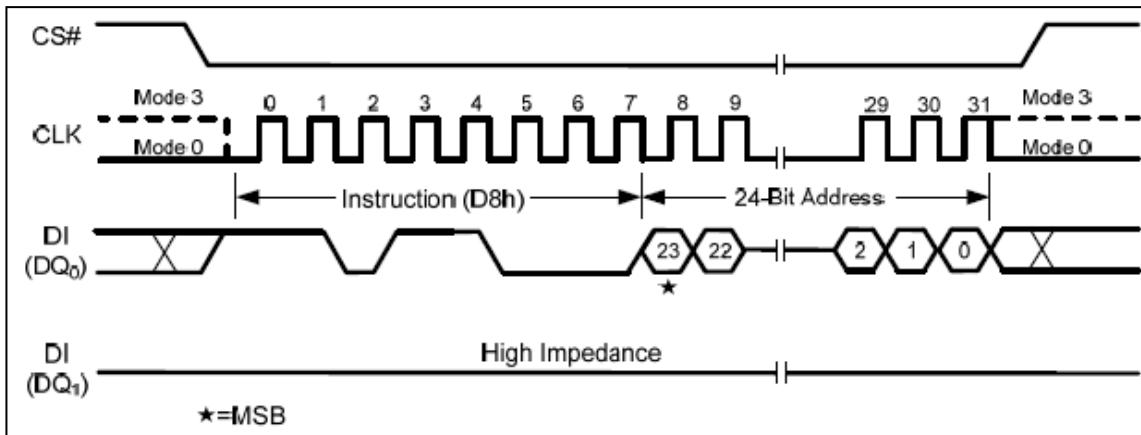 CS#
Mode 3
0 1 2 3 4 5 6 7 8 9 29 30 31
Mode 3
CLK
Mode 0
Mode 0
Instruction (D8h)
24-Bit Address
DI
(DQ0)
23 22 2 1 0
★
DI
(DQ1)
High Impedance
★=MSB